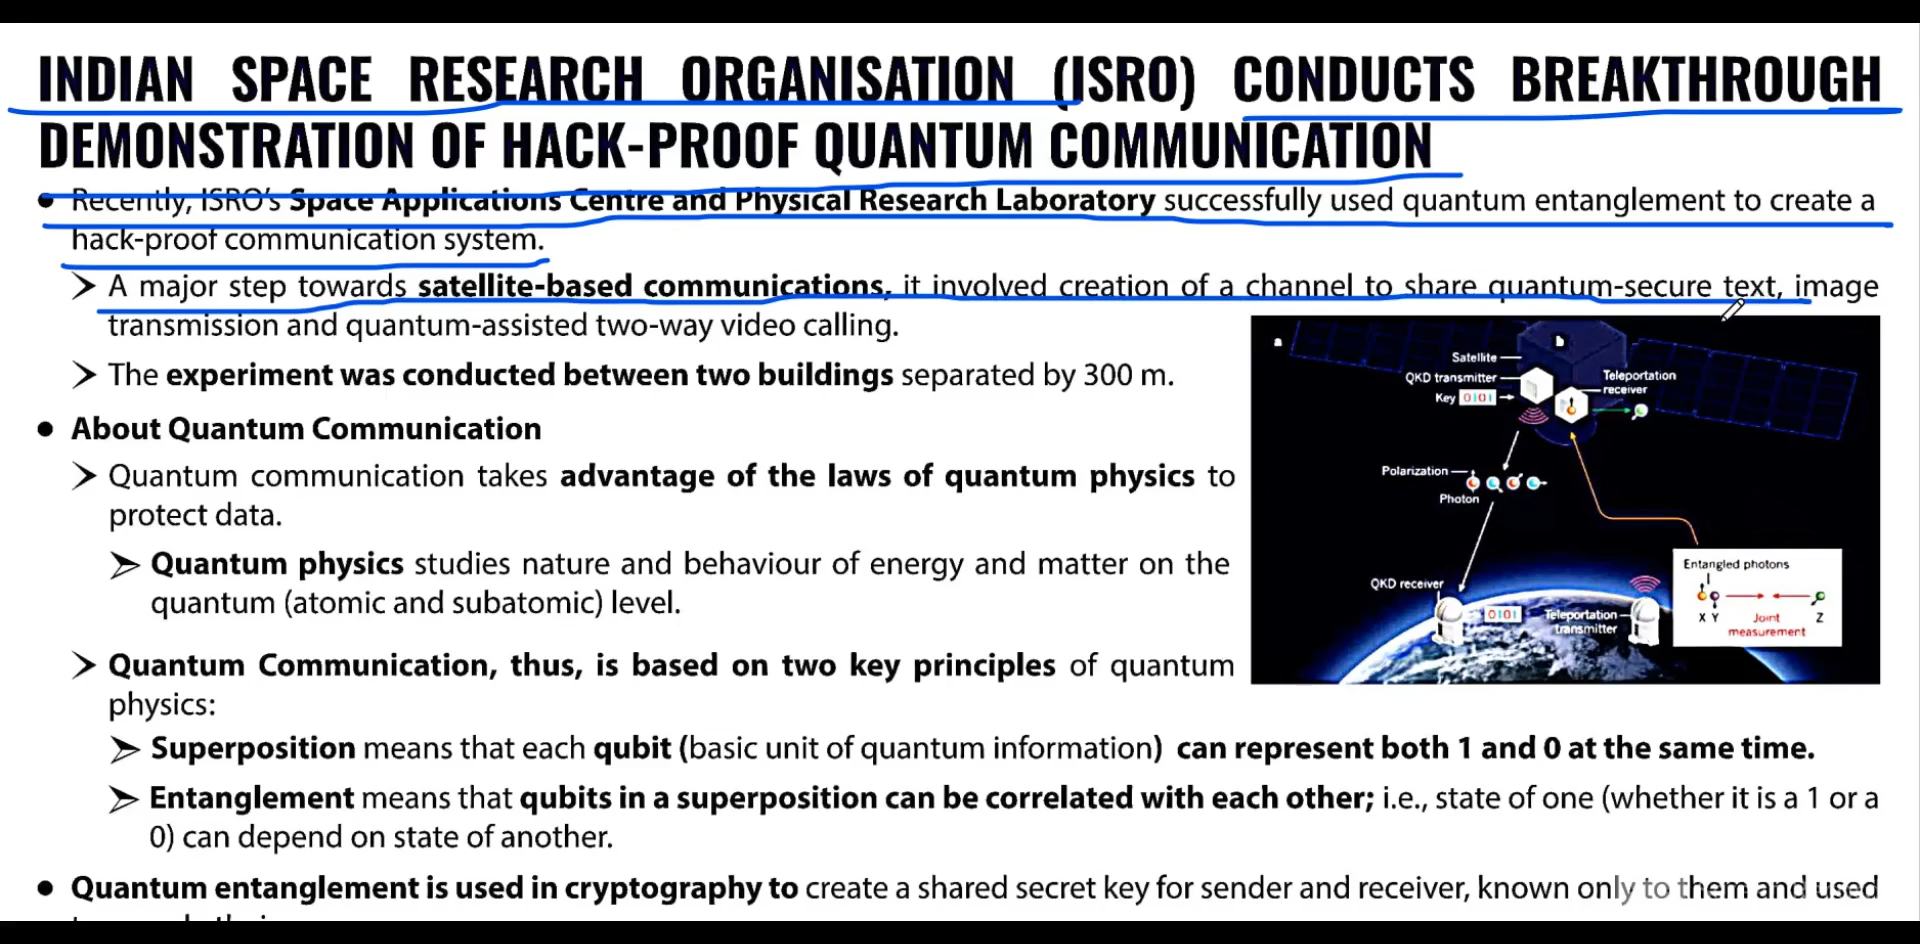 INDIAN SPACE RESEARCH ORGANISATION (ISRO) CONDUCTS BREAKTHROUGH
DEMONSTRATION OF HACK-PROOF QUANTUM COMMUNICATION
● Recently, ISRO's Space Applications Centre and Physical Research Laboratory successfully used quantum entanglement to create a
hack-proof communication system.
➢ A major step towards satellite-based communications, it involved creation of a channel to share quantum-secure text, image
transmission and quantum-assisted two-way video calling.
➢ The experiment was conducted between two buildings separated by 300 m.
● About Quantum Communication
➢ Quantum communication takes advantage of the laws of quantum physics to
protect data.
➢ Quantum physics studies nature and behaviour of energy and matter on the
quantum (atomic and subatomic) level.
➢ Quantum Communication, thus, is based on two key principles of quantum
physics:
a
b
Satellite
QKD transmitter
Key 0101
Teleportation
receiver
Polarization
Photon
QKD receiver
0101
Teleportation
transmitter
Entangled photons
X Y
Joint
measurement
Z
➢ Superposition means that each qubit (basic unit of quantum information) can represent both 1 and 0 at the same time.
➢ Entanglement means that qubits in a superposition can be correlated with each other; i.e., state of one (whether it is a 1 or a
0) can depend on state of another.
● Quantum entanglement is used in cryptography to create a shared secret key for sender and receiver, known only to them and used